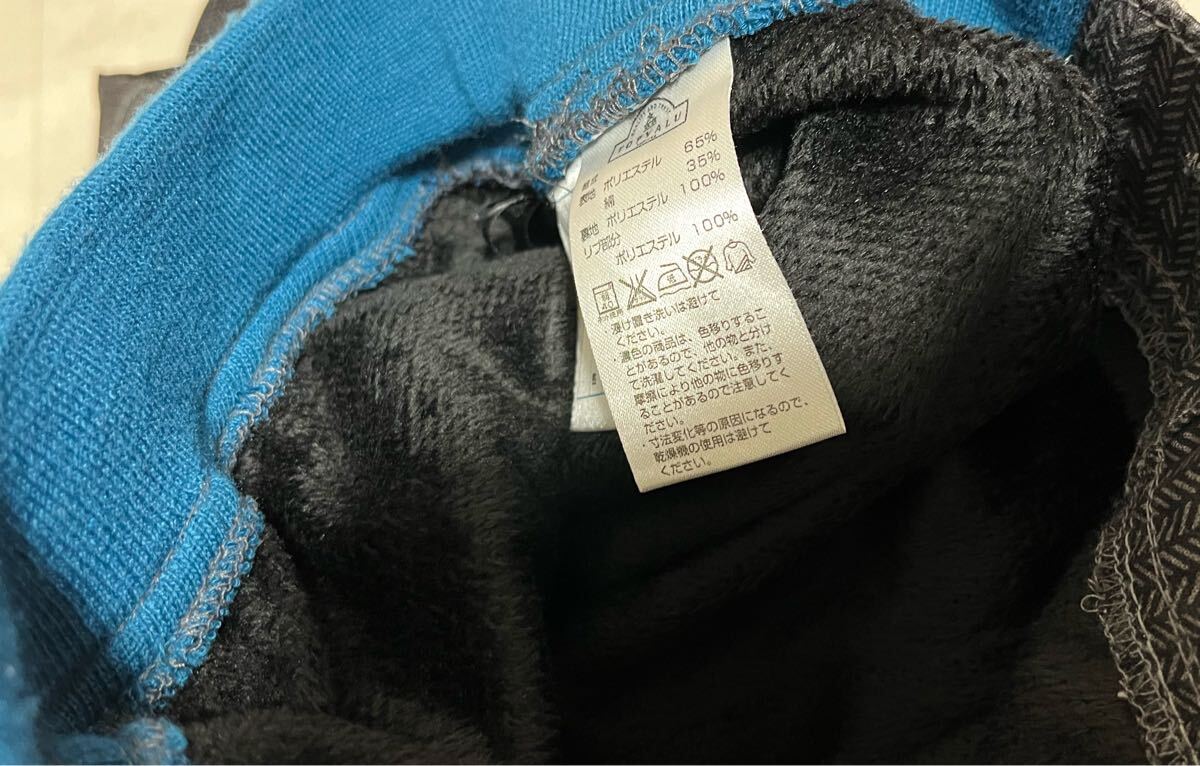 TOPVALU
表地 ポリエステル 65%
綿 35%
裏地 ポリエステル 100%
リブ部分
ポリエステル 100%
40
中
・漬け置き洗いは避けて
ください。
・濃色の商品は、色移りするこ
とがあるので、他の物と分け
て洗濯してください。また、
摩擦により他の物に色移りす
ることがあるので注意してく
ださい。
・寸法変化等の原因になるので、
乾燥機の使用は避けて
ください。